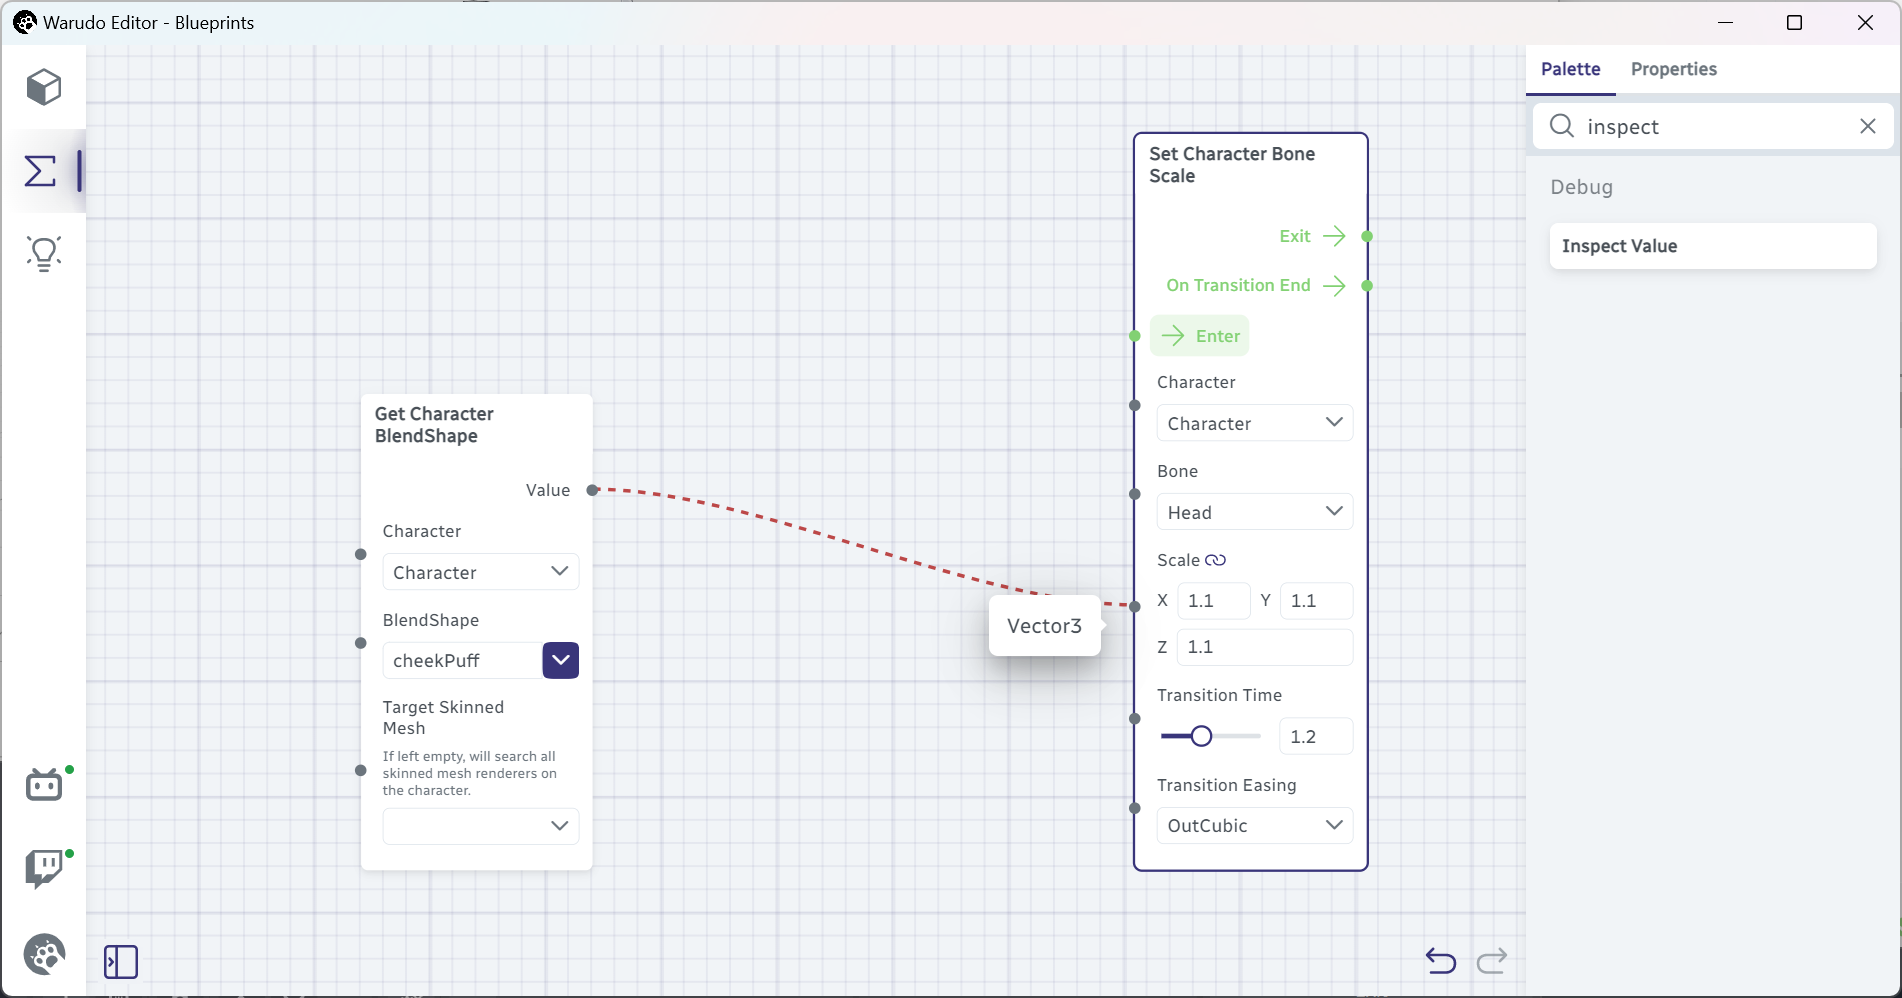 Warudo Editor - Blueprints
Palette
Properties
inspect
Debug
Inspect Value
Get Character
BlendShape
Value
Character
Character
BlendShape
cheekPuff
Target Skinned
Mesh
If left empty, will search all
skinned mesh renderers on
the character.
Vector3
Set Character Bone
Scale
Exit
On Transition End
Enter
Character
Character
Bone
Head
Scale
X 1.1 Y 1.1
Z 1.1
Transition Time
1.2
Transition Easing
OutCubic